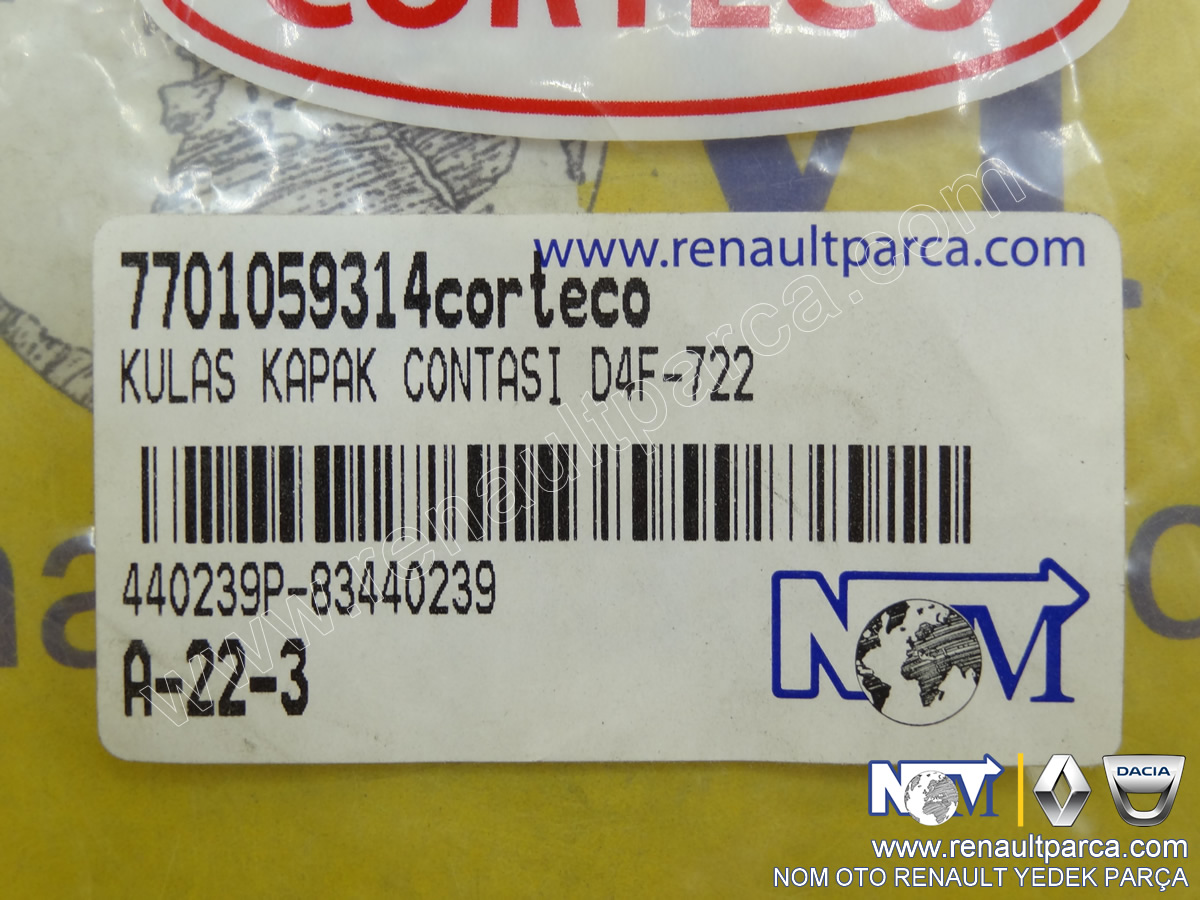 CORTECO
www.renaultparca.com
7701059314corteco
KULAS KAPAK CONTASI D4F-722
440239P-83440239
A-22-3
NOM
www.renaultparca.com
NOM
DACIA
www.renaultparca.com
NOM OTO RENAULT YEDEK PARÇA